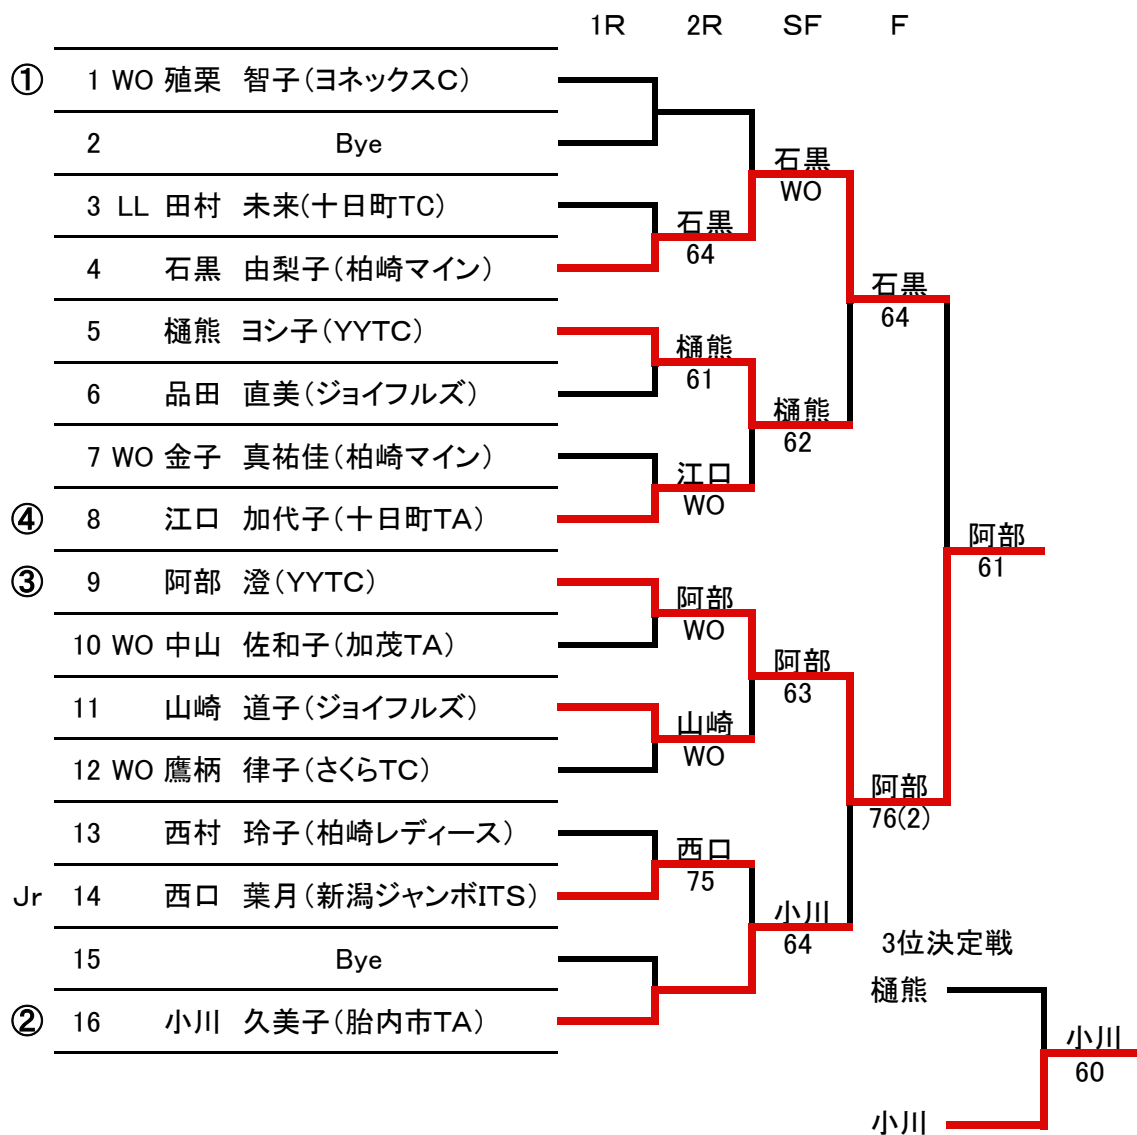 1R 2R SF F
① 1 WO 殖栗 智子(ヨネックスC)
2 Bye
石黒
WO
3 LL 田村 未来(十日町TC)
石黒
64
4 石黒 由梨子(柏崎マイン)
石黒
64
5 樋熊 ヨシ子(YYTC)
樋熊
61
6 品田 直美(ジョイフルズ)
樋熊
62
7 WO 金子 真祐佳(柏崎マイン)
江口
WO
④ 8 江口 加代子(十日町TA)
阿部
61
③ 9 阿部 澄(YYTC)
阿部
WO
10 WO 中山 佐和子(加茂TA)
阿部
63
11 山崎 道子(ジョイフルズ)
山崎
WO
12 WO 鷹柄 律子(さくらTC)
阿部
76(2)
13 西村 玲子(柏崎レディース)
西口
75
Jr 14 西口 葉月(新潟ジャンボITS)
小川
64
15 Bye
② 16 小川 久美子(胎内市TA)
3位決定戦
樋熊
小川
60
小川